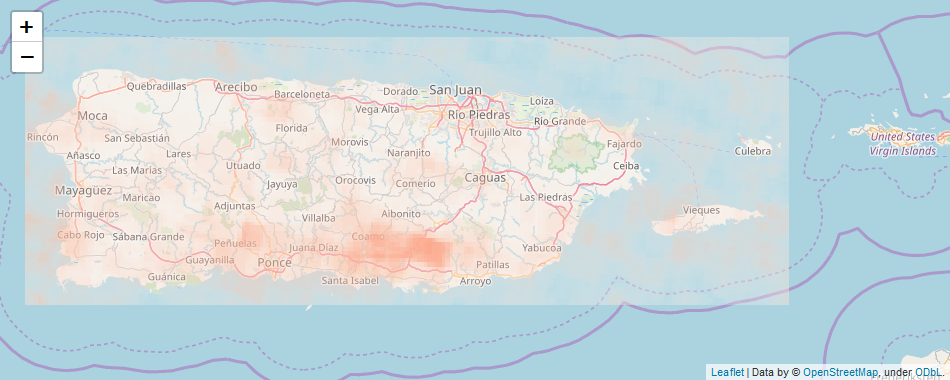 +
−
Quebradillas
Arecibo
Barceloneta
Dorado
San Juan
Loíza
Moca
Vega Alta
Río Piedras
Río Grande
Rincón
San Sebastián
Florida
Trujillo Alto
Fajardo
Añasco
Lares
Morovis
Naranjito
Culebra
United States
Virgin Islands
Las Marías
Utuado
Ceiba
Mayagüez
Maricao
Jayuya
Orocovis
Comerío
Caguas
Las Piedras
Hormigueros
Adjuntas
Villalba
Aibonito
Vieques
Cabo Rojo
Sábana Grande
Peñuelas
Juana Díaz
Coamo
Yabucoa
Guayanilla
Ponce
Patillas
Guánica
Santa Isabel
Arroyo
Leaflet | Data by © OpenStreetMap, under ODbL.